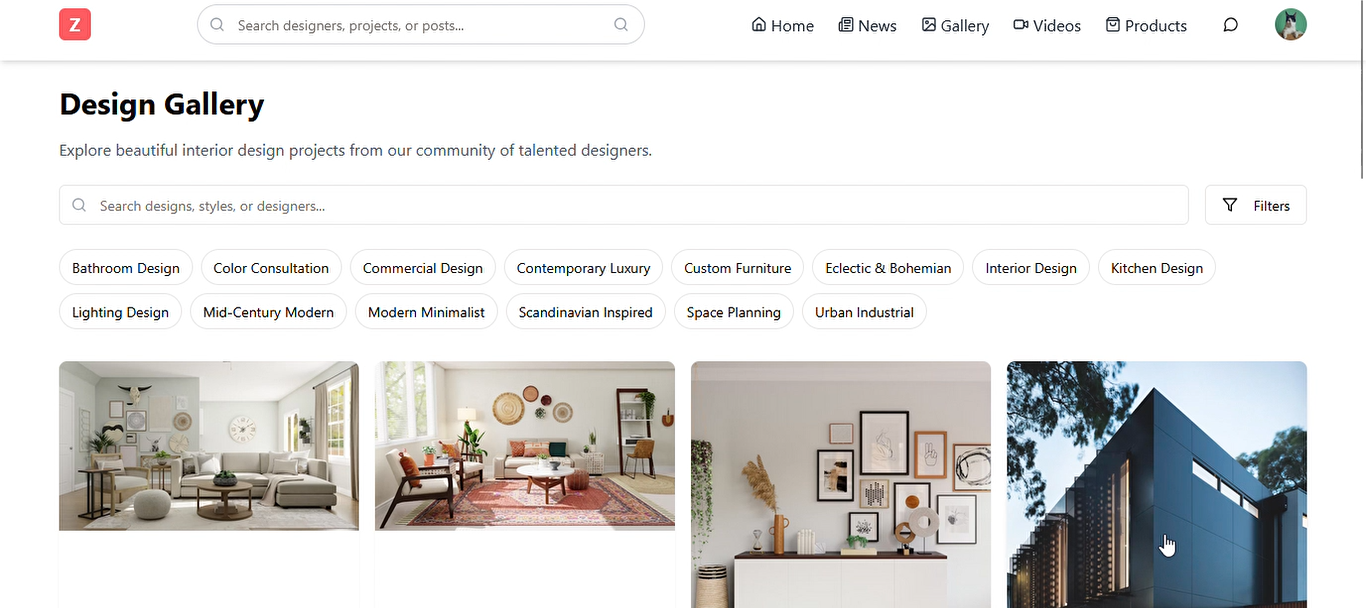 Z
Search designers, projects, or posts...
Home
News
Gallery
Videos
Products
Design Gallery
Explore beautiful interior design projects from our community of talented designers.
Search designs, styles, or designers...
Filters
Bathroom Design
Color Consultation
Commercial Design
Contemporary Luxury
Custom Furniture
Eclectic & Bohemian
Interior Design
Kitchen Design
Lighting Design
Mid-Century Modern
Modern Minimalist
Scandinavian Inspired
Space Planning
Urban Industrial